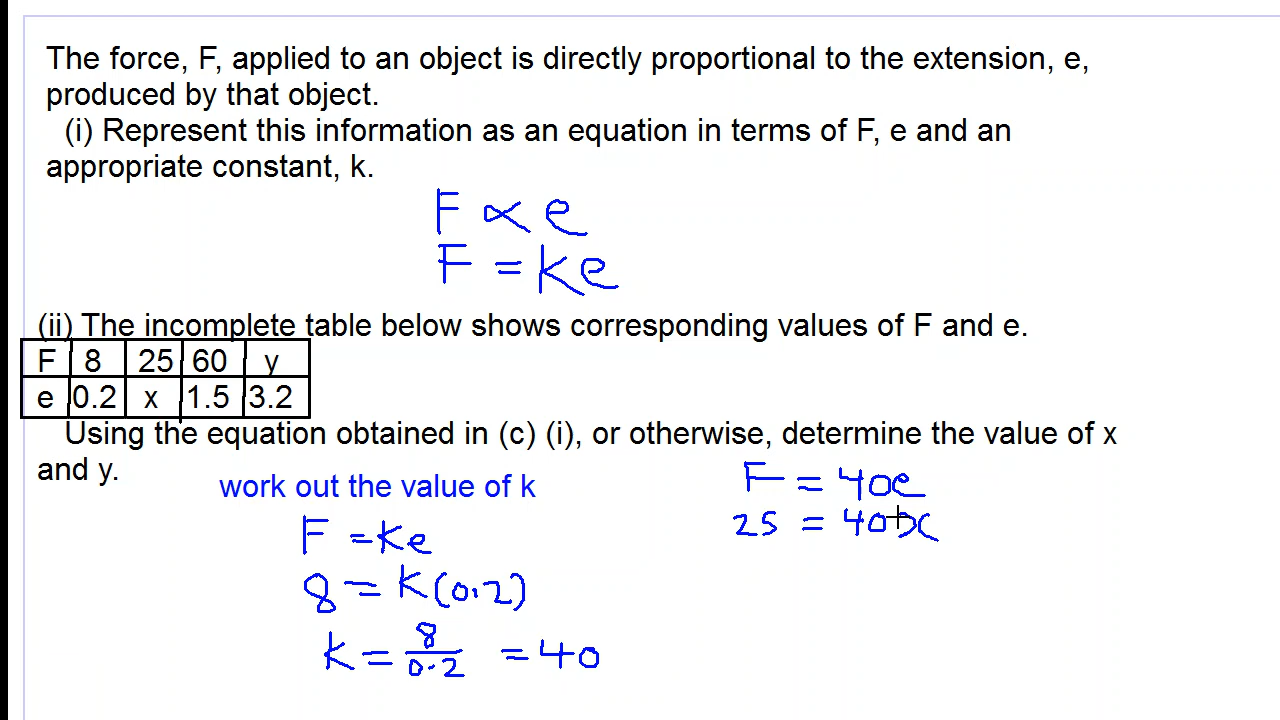 The force, F, applied to an object is directly proportional to the extension, e,
produced by that object.
(i) Represent this information as an equation in terms of F, e and an
appropriate constant, k.
F ∝ e
F = ke
(ii) The incomplete table below shows corresponding values of F and e.
F 8 25 60 y
e 0.2 x 1.5 3.2
Using the equation obtained in (c) (i), or otherwise, determine the value of x
and y.
work out the value of k
F = ke
8 = k(0.2)
k = 8/0.2 = 40
F = 40e
25 = 40x